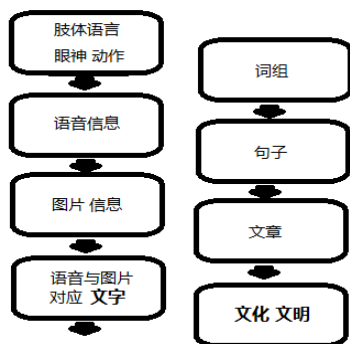 肢体语言
眼神 动作
语音信息
图片 信息
语音与图片
对应 文字
词组
句子
文章
文化 文明